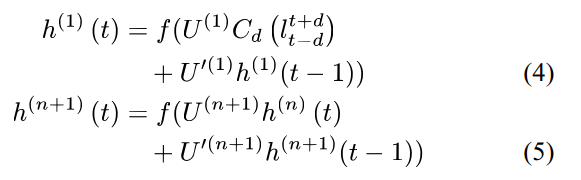 h^{(1)}(t) = f(U^{(1)}C_d(l_{t-d}^{t+d})
+ U'^{(1)}h^{(1)}(t − 1)) (4)
h^{(n+1)}(t) = f(U^{(n+1)}h^{(n)}(t)
+ U'^{(n+1)}h^{(n+1)}(t − 1)) (5)